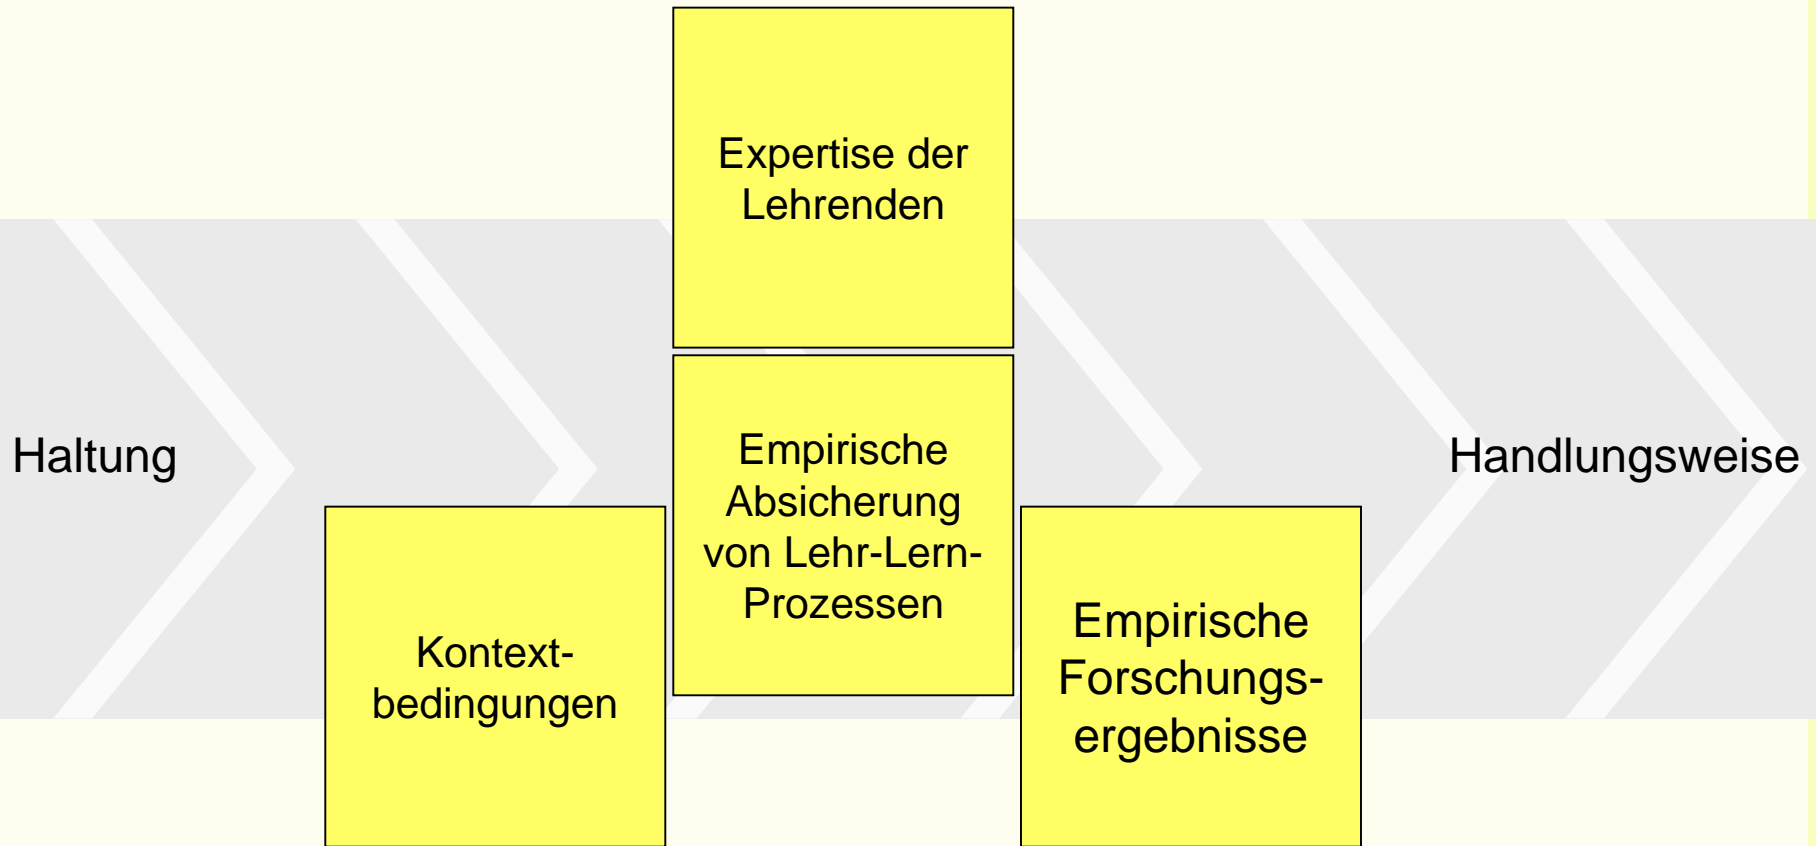 Expertise der
Lehrenden
Haltung
Empirische
Absicherung
von Lehr-Lern-
Prozessen
Handlungsweise
Kontext-
bedingungen
Empirische
Forschungs-
ergebnisse